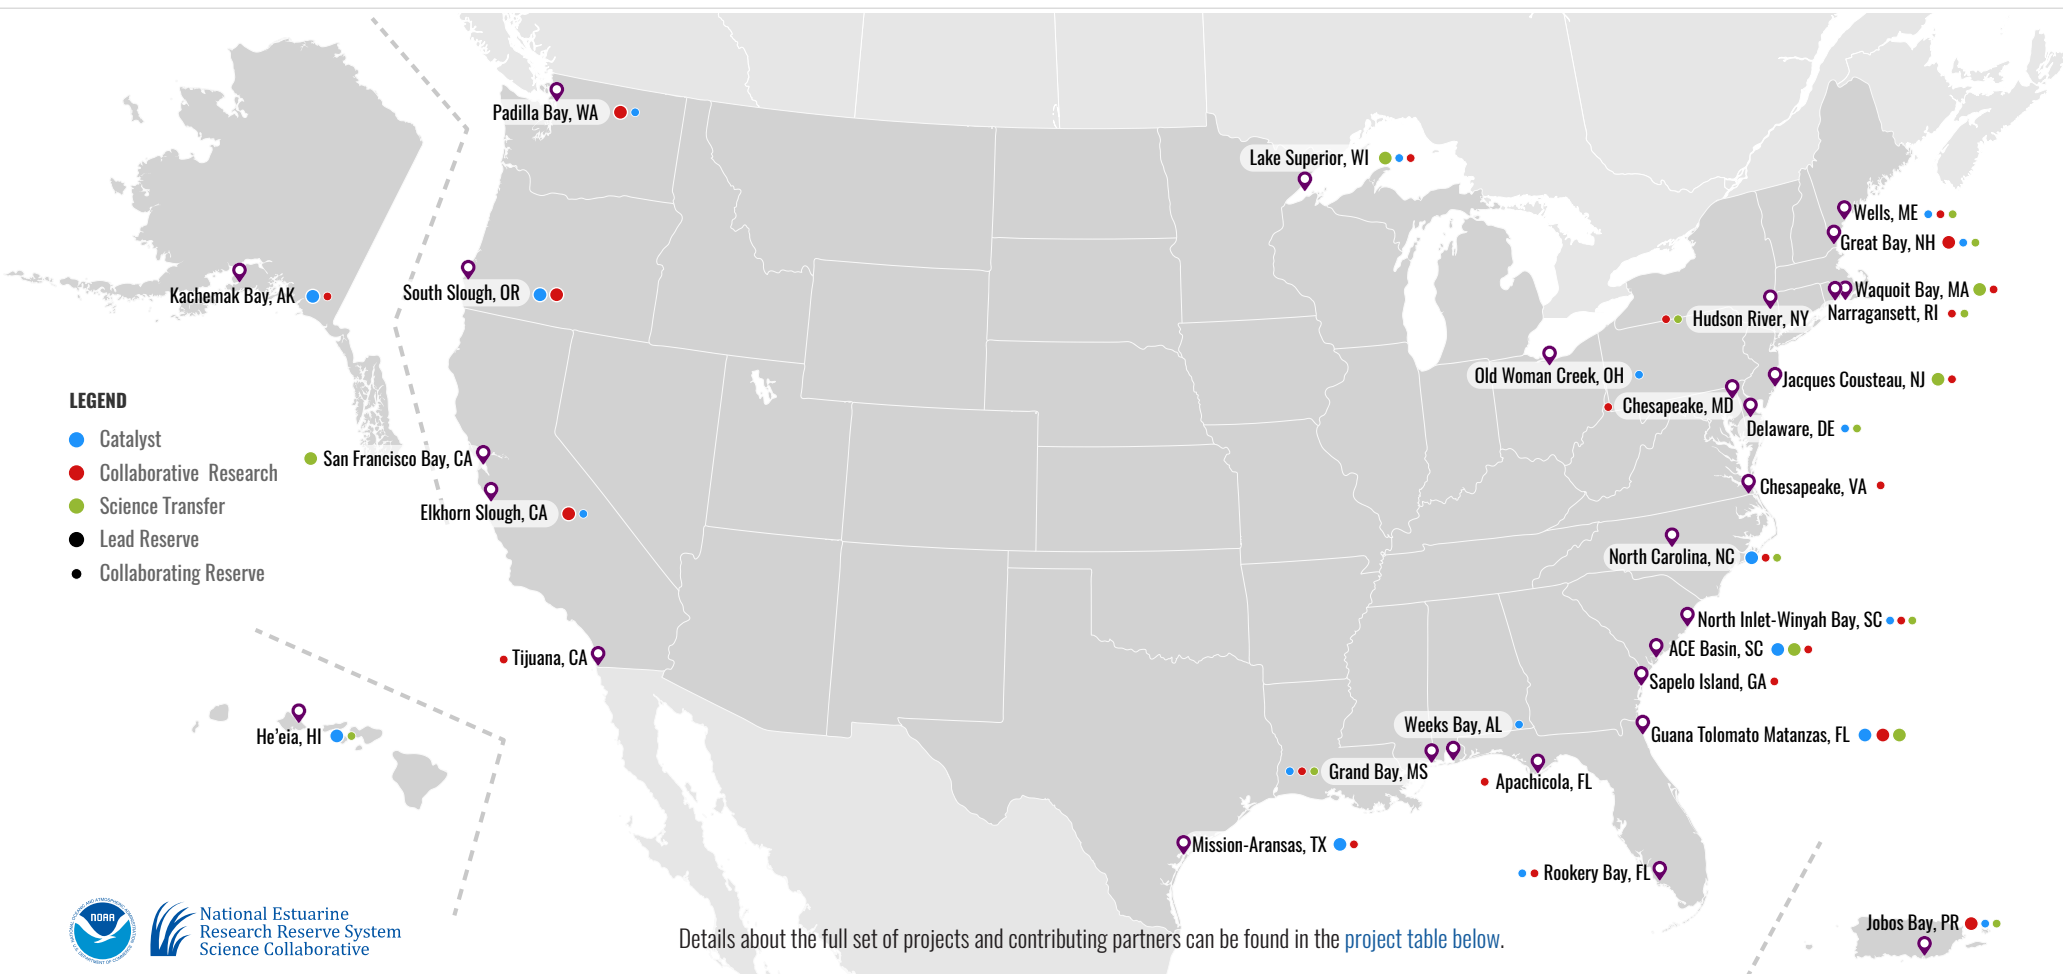 Padilla Bay, WA
Lake Superior, WI
Wells, ME
Great Bay, NH
Kachemak Bay, AK
South Slough, OR
Waquoit Bay, MA
Narragansett, RI
Hudson River, NY
Old Woman Creek, OH
Jacques Cousteau, NJ
Chesapeake, MD
Delaware, DE
LEGEND
Catalyst
Collaborative Research
Science Transfer
Lead Reserve
Collaborating Reserve
San Francisco Bay, CA
Elkhorn Slough, CA
Chesapeake, VA
North Carolina, NC
North Inlet-Winyah Bay, SC
ACE Basin, SC
Sapelo Island, GA
Tijuana, CA
He'eia, HI
Weeks Bay, AL
Guana Tolomato Matanzas, FL
Grand Bay, MS
Apachicola, FL
Mission-Aransas, TX
Rookery Bay, FL
Jobos Bay, PR
NOAA
National Estuarine
Research Reserve System
Science Collaborative
Details about the full set of projects and contributing partners can be found in the project table below.